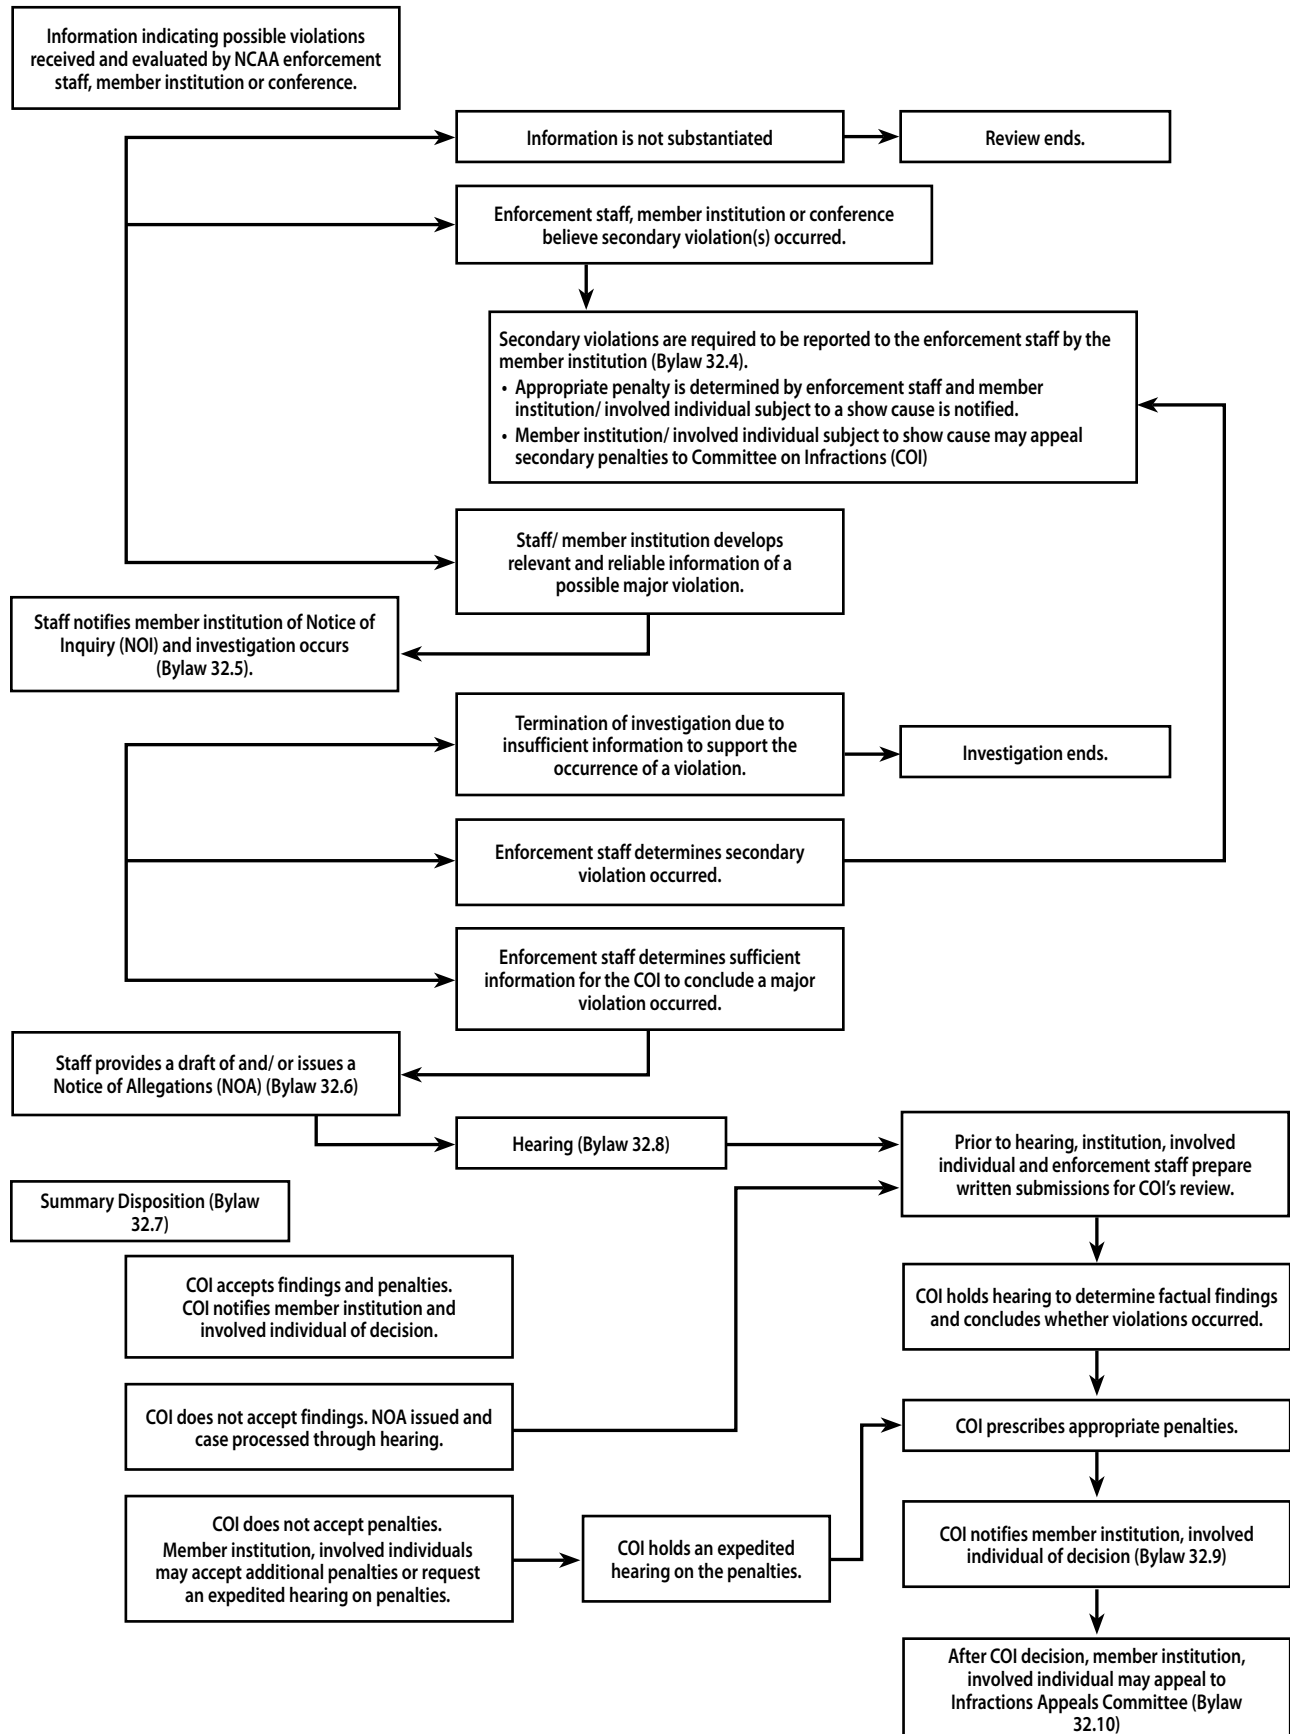 Information indicating possible violations
received and evaluated by NCAA enforcement
staff, member institution or conference.
Information is not substantiated
Review ends.
Enforcement staff, member institution or conference
believe secondary violation(s) occurred.
Secondary violations are required to be reported to the enforcement staff by the
member institution (Bylaw 32.4).
• Appropriate penalty is determined by enforcement staff and member
institution/ involved individual subject to a show cause is notified.
• Member institution/ involved individual subject to show cause may appeal
secondary penalties to Committee on Infractions (COI)
Staff/ member institution develops
relevant and reliable information of a
possible major violation.
Staff notifies member institution of Notice of
Inquiry (NOI) and investigation occurs
(Bylaw 32.5).
Termination of investigation due to
insufficient information to support the
occurrence of a violation.
Investigation ends.
Enforcement staff determines secondary
violation occurred.
Enforcement staff determines sufficient
information for the COI to conclude a major
violation occurred.
Staff provides a draft of and/ or issues a
Notice of Allegations (NOA) (Bylaw 32.6)
Hearing (Bylaw 32.8)
Prior to hearing, institution, involved
individual and enforcement staff prepare
written submissions for COI's review.
Summary Disposition (Bylaw
32.7)
COI accepts findings and penalties.
COI notifies member institution and
involved individual of decision.
COI holds hearing to determine factual findings
and concludes whether violations occurred.
COI does not accept findings. NOA issued and
case processed through hearing.
COI prescribes appropriate penalties.
COI does not accept penalties.
Member institution, involved individuals
may accept additional penalties or request
an expedited hearing on penalties.
COI holds an expedited
hearing on the penalties.
COI notifies member institution, involved
individual of decision (Bylaw 32.9)
After COI decision, member institution,
involved individual may appeal to
Infractions Appeals Committee (Bylaw
32.10)